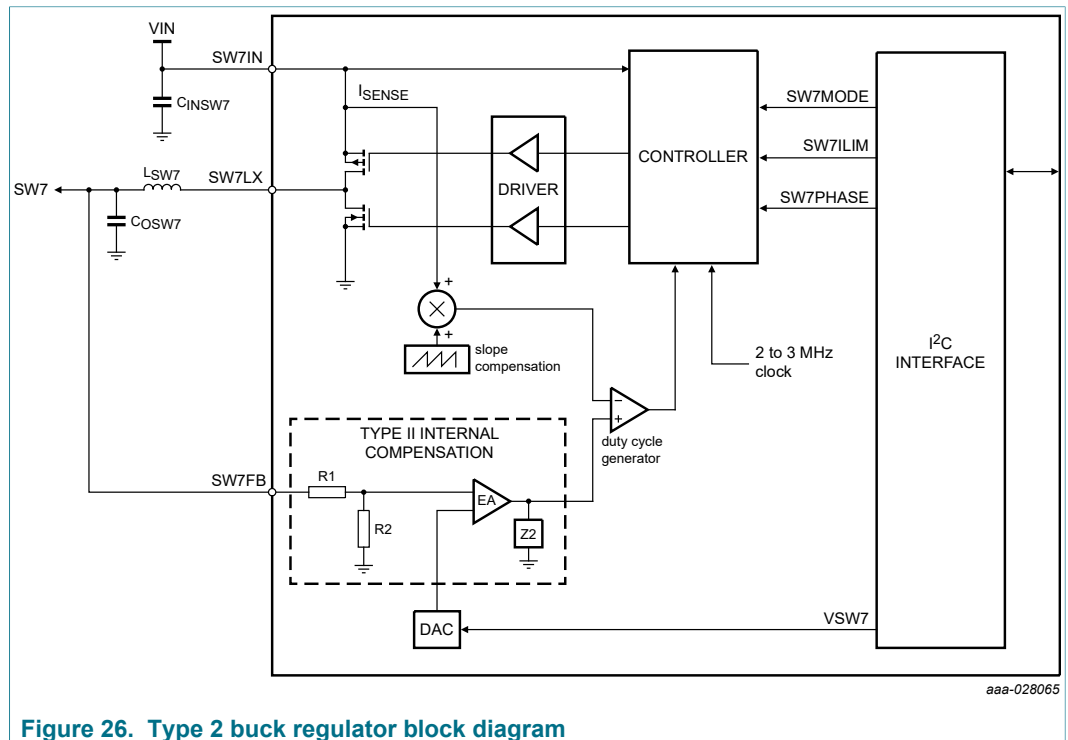 VIN
SW7IN
CINSW7
ISENSE
SW7MODE
CONTROLLER
SW7ILIM
DRIVER
SW7PHASE
LSW7
SW7LX
SW7
COSW7
+
+
slope
compensation
2 to 3 MHz
clock
I2C
INTERFACE
−
+
duty cycle
generator
TYPE II INTERNAL
COMPENSATION
SW7FB
R1
R2
EA
Z2
DAC
VSW7
aaa-028065
Figure 26. Type 2 buck regulator block diagram